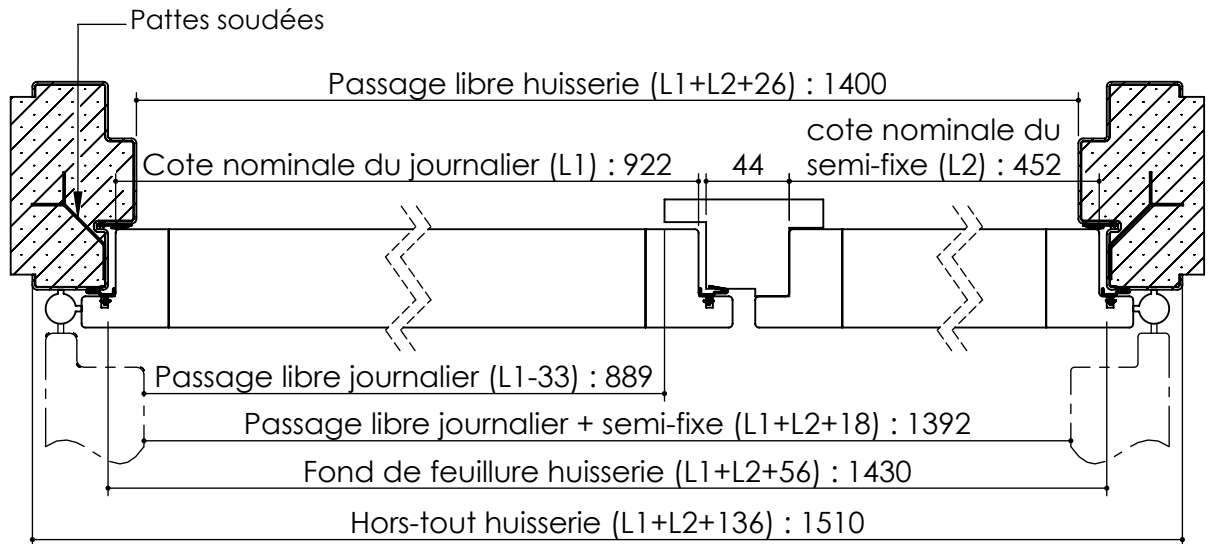 Pattes soudées
Passage libre huisserie (L1+L2+26) : 1400
Cote nominale du journalier (L1) : 922
44
cote nominale du
semi-fixe (L2) : 452
Passage libre journalier (L1-33) : 889
Passage libre journalier + semi-fixe (L1+L2+18) : 1392
Fond de feuillure huisserie (L1+L2+56) : 1430
Hors-tout huisserie (L1+L2+136) : 1510